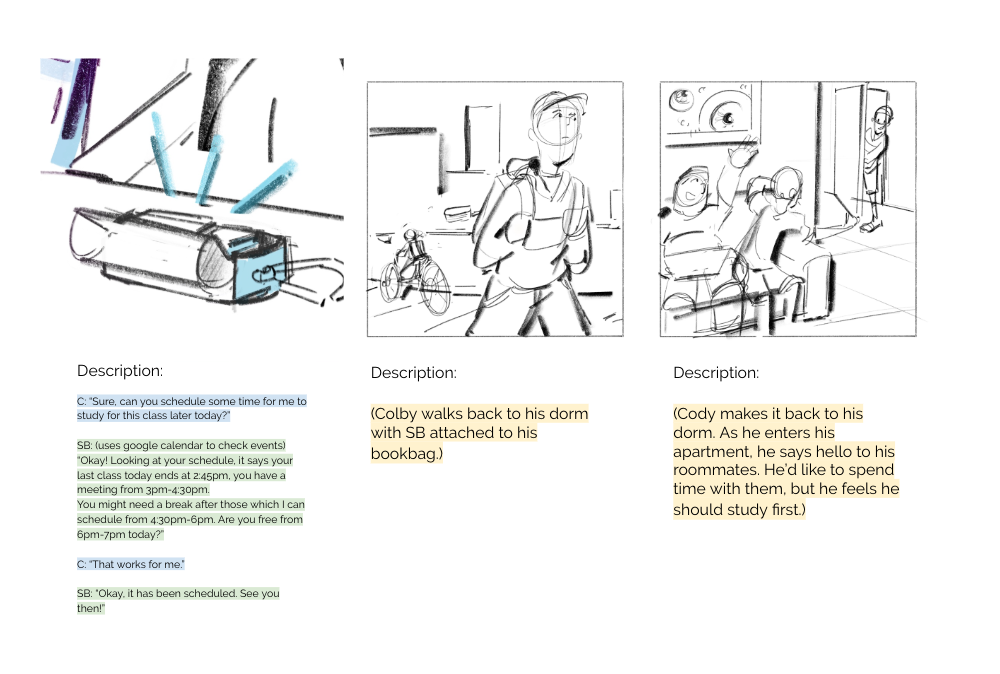 Description:
C: “Sure, can you schedule some time for me to
study for this class later today?”
SB: (uses google calendar to check events)
“Okay! Looking at your schedule, it says your
last class today ends at 2:45pm, you have a
meeting from 3pm-4:30pm.
You might need a break after those which I can
schedule from 4:30pm-6pm. Are you free from
6pm-7pm today?”
C: “That works for me.”
SB: “Okay, it has been scheduled. See you
then!”
Description:
(Colby walks back to his dorm
with SB attached to his
bookbag.)
Description:
(Cody makes it back to his
dorm. As he enters his
apartment, he says hello to his
roommates. He’d like to spend
time with them, but he feels he
should study first.)